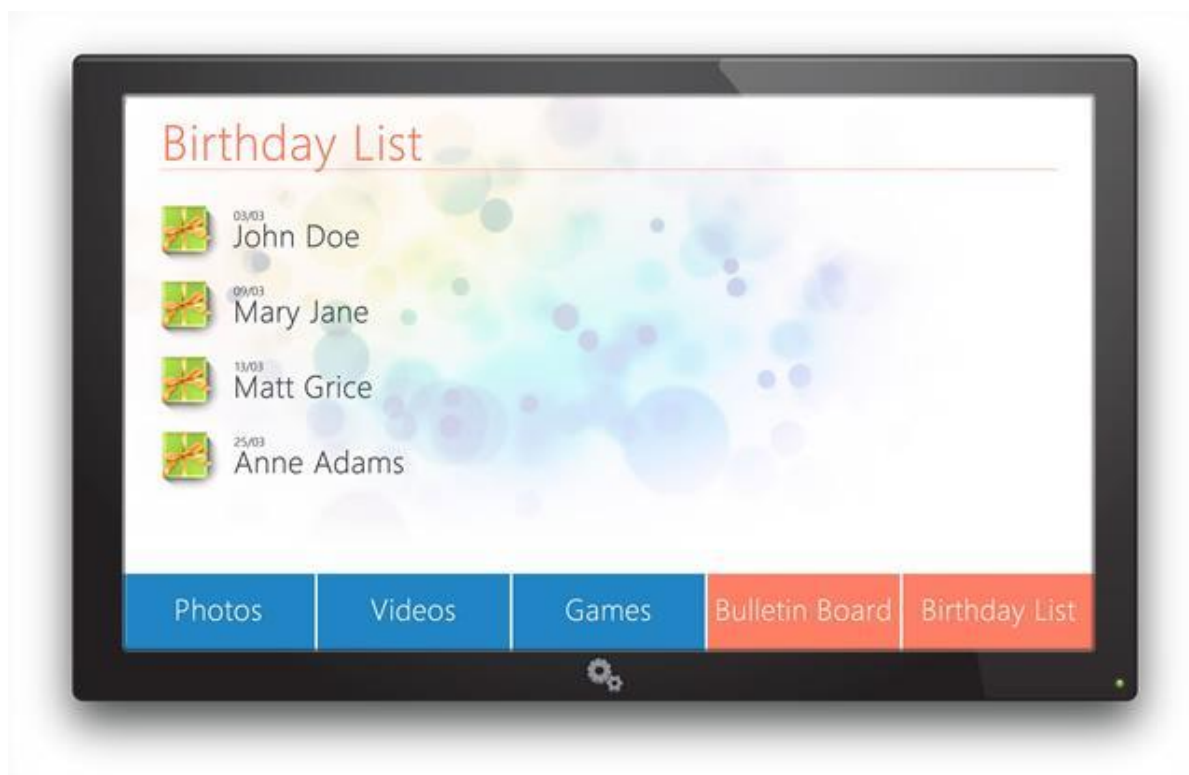 Birthday List
03/03
John Doe
09/03
Mary Jane
13/03
Matt Grice
25/03
Anne Adams
Photos
Videos
Games
Bulletin Board
Birthday List